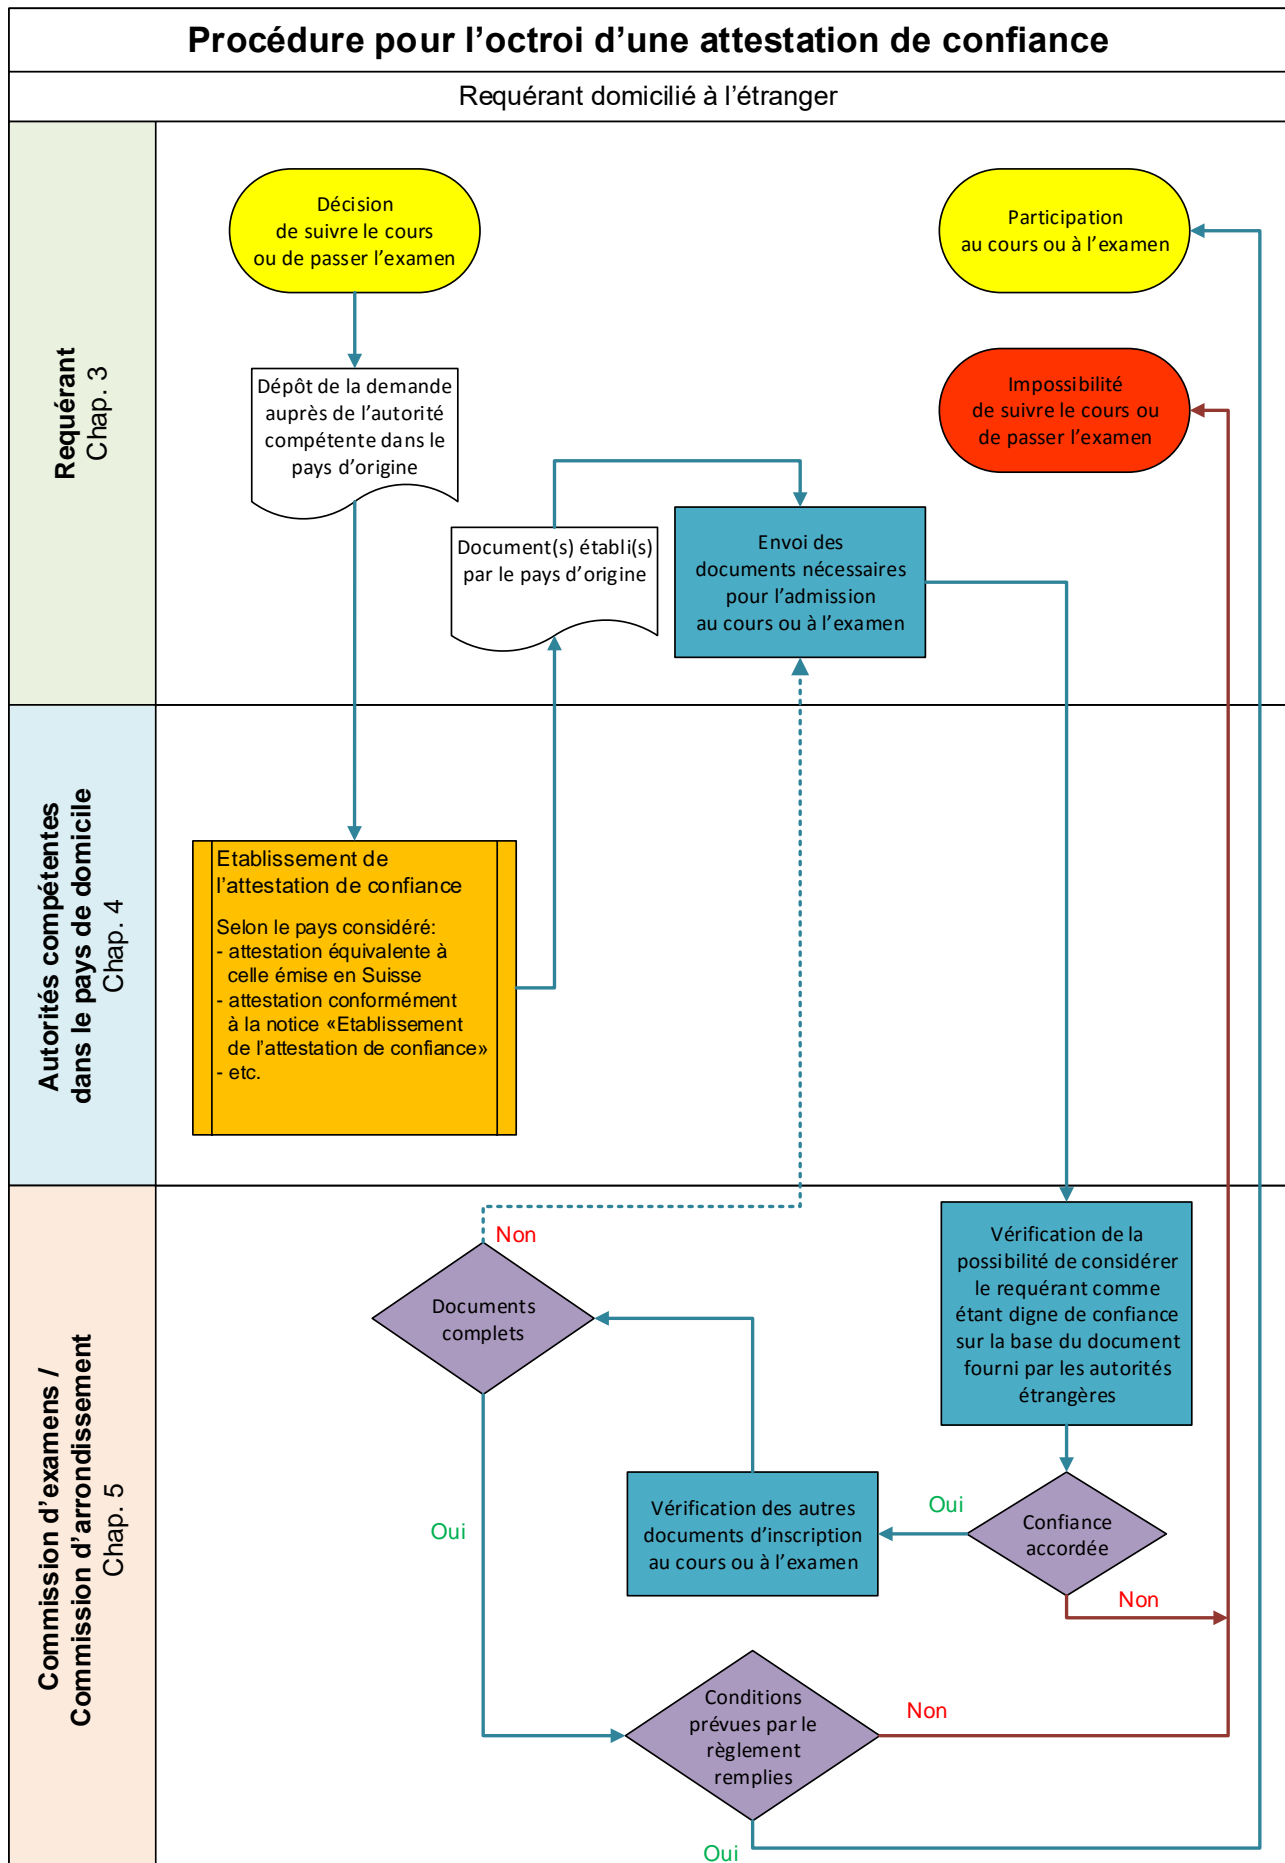 Procédure pour l’octroi d’une attestation de confiance
Requérant domicilié à l’étranger
Requérant
Chap. 3
Décision
de suivre le cours
ou de passer l’examen
Participation
au cours ou à l’examen
Dépôt de la demande
auprès de l’autorité
compétente dans le
pays d’origine
Impossibilité
de suivre le cours ou
de passer l’examen
Document(s) établi(s)
par le pays d’origine
Envoi des
documents nécessaires
pour l’admission
au cours ou à l’examen
Autorités compétentes
dans le pays de domicile
Chap. 4
Etablissement de
l’attestation de confiance
Selon le pays considéré:
- attestation équivalente à
celle émise en Suisse
- attestation conformément
à la notice «Etablissement
de l’attestation de confiance»
- etc.
Commission d’examens /
Commission d’arrondissement
Chap. 5
Vérification de la
possibilité de considérer
le requérant comme
étant digne de confiance
sur la base du document
fourni par les autorités
étrangères
Non
Documents
complets
Oui
Vérification des autres
documents d’inscription
au cours ou à l’examen
Oui
Confiance
accordée
Non
Conditions
prévues par le
règlement
remplies
Non
Oui